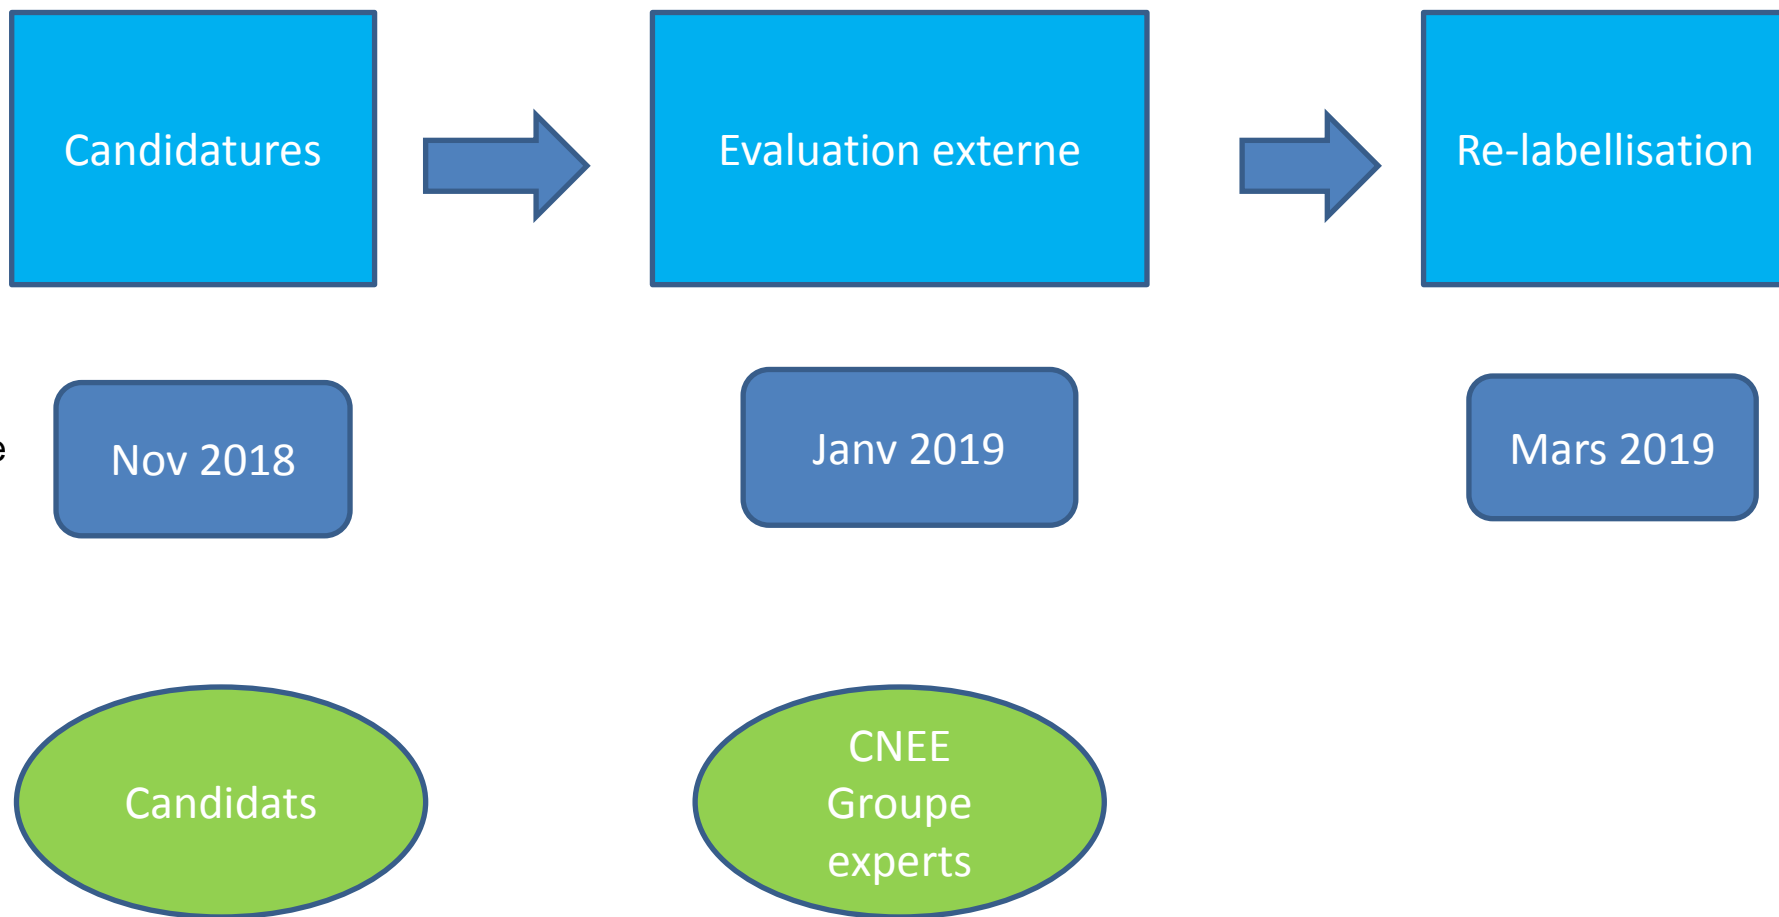 Candidatures
Evaluation externe
Re-labellisation
e
Nov 2018
Janv 2019
Mars 2019
Candidats
CNEE
Groupe
experts